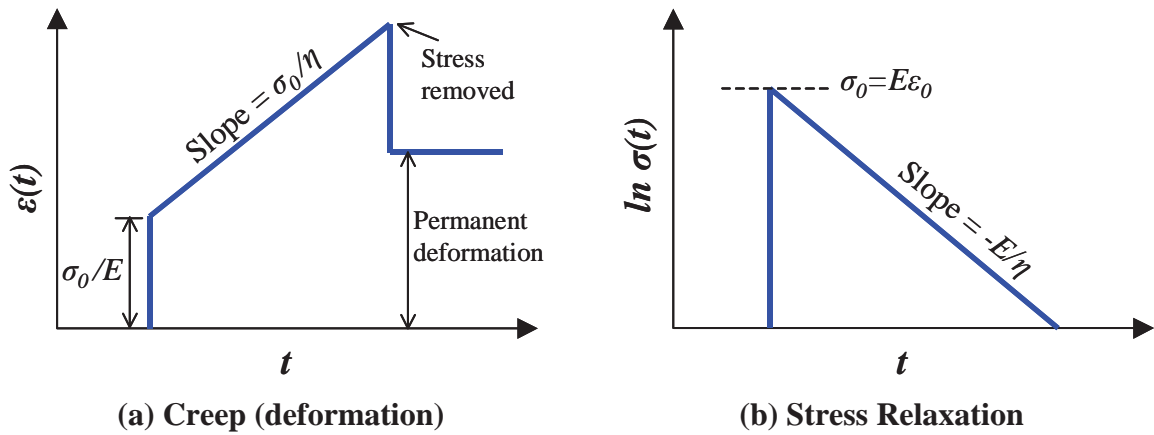 ε(t)
Slope = σ₀/η
Stress
removed
σ₀/E
Permanent
deformation
t
(a) Creep (deformation)
ln σ(t)
σ₀=Eε₀
Slope = -E/η
t
(b) Stress Relaxation